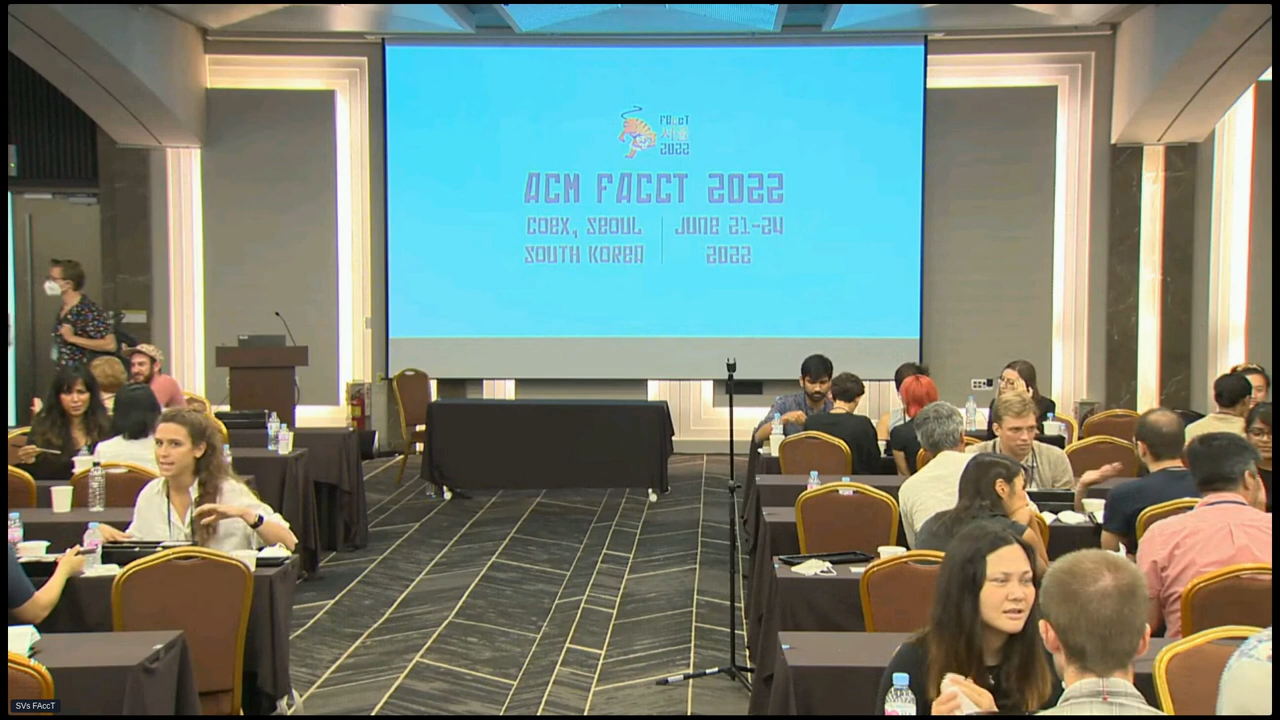 FAccT
서울
2022
ACM FACCT 2022
COEX, SEOUL
SOUTH KOREA
JUNE 21-24
2022
SVs FAccT